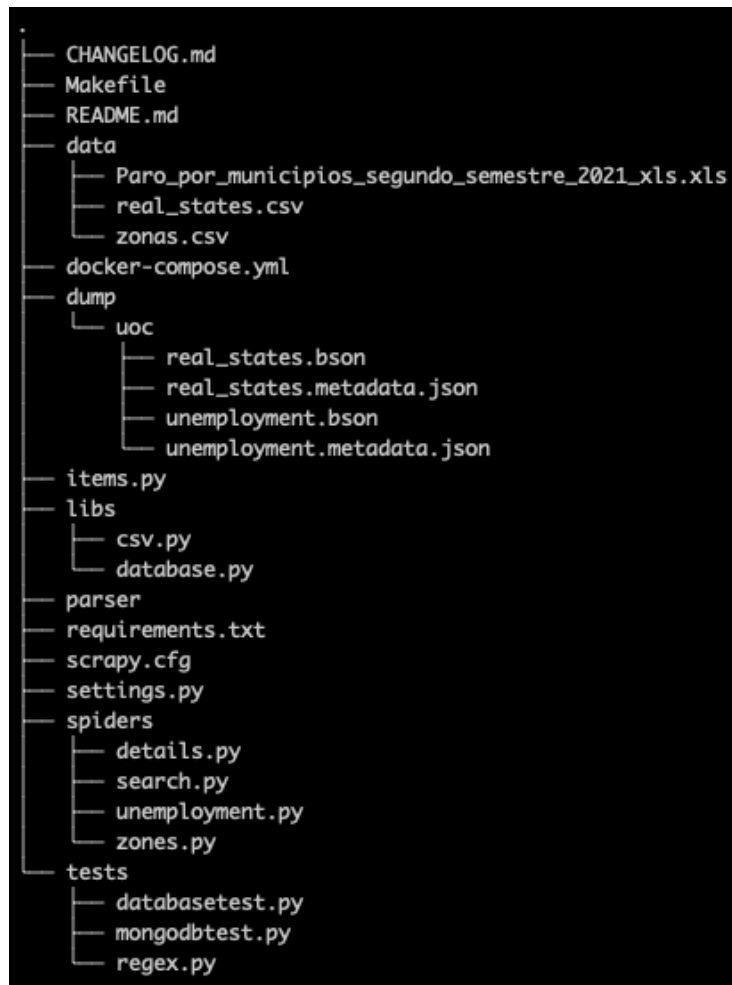 .
├── CHANGELOG.md
├── Makefile
├── README.md
├── data
│   ├── Paro_por_municipios_segundo_semestre_2021_xls.xls
│   ├── real_states.csv
│   └── zonas.csv
├── docker-compose.yml
├── dump
│   └── uoc
│       ├── real_states.bson
│       ├── real_states.metadata.json
│       ├── unemployment.bson
│       └── unemployment.metadata.json
├── items.py
├── libs
│   ├── csv.py
│   └── database.py
├── parser
├── requirements.txt
├── scrapy.cfg
├── settings.py
├── spiders
│   ├── details.py
│   ├── search.py
│   ├── unemployment.py
│   └── zones.py
└── tests
    ├── databasetest.py
    ├── mongodbtest.py
    └── regex.py